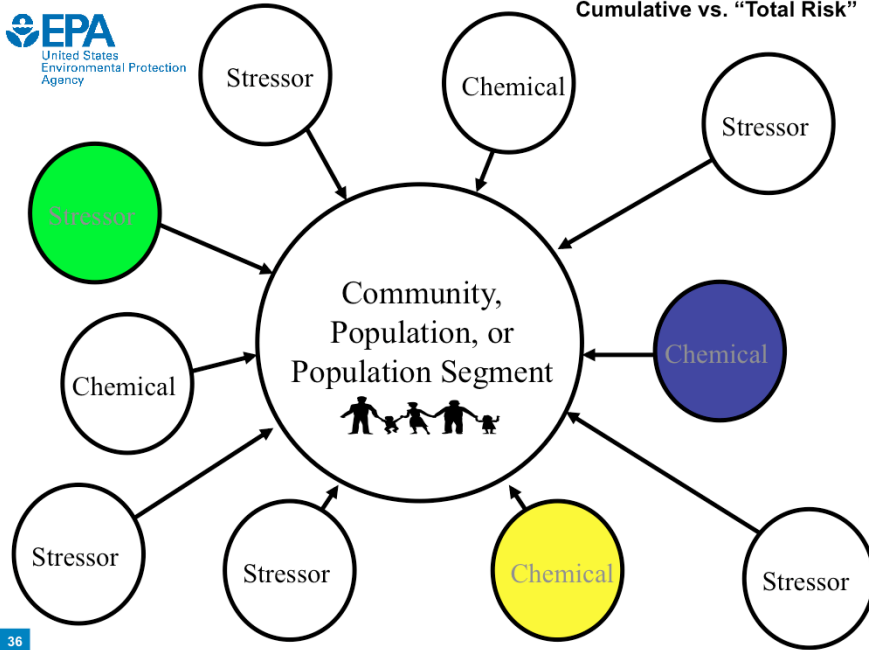 Cumulative vs. “Total Risk”
EPA
United States
Environmental Protection
Agency
Stressor
Chemical
Stressor
Stressor
Community,
Population, or
Population Segment
Chemical
Chemical
Stressor
Stressor
Chemical
Stressor
36